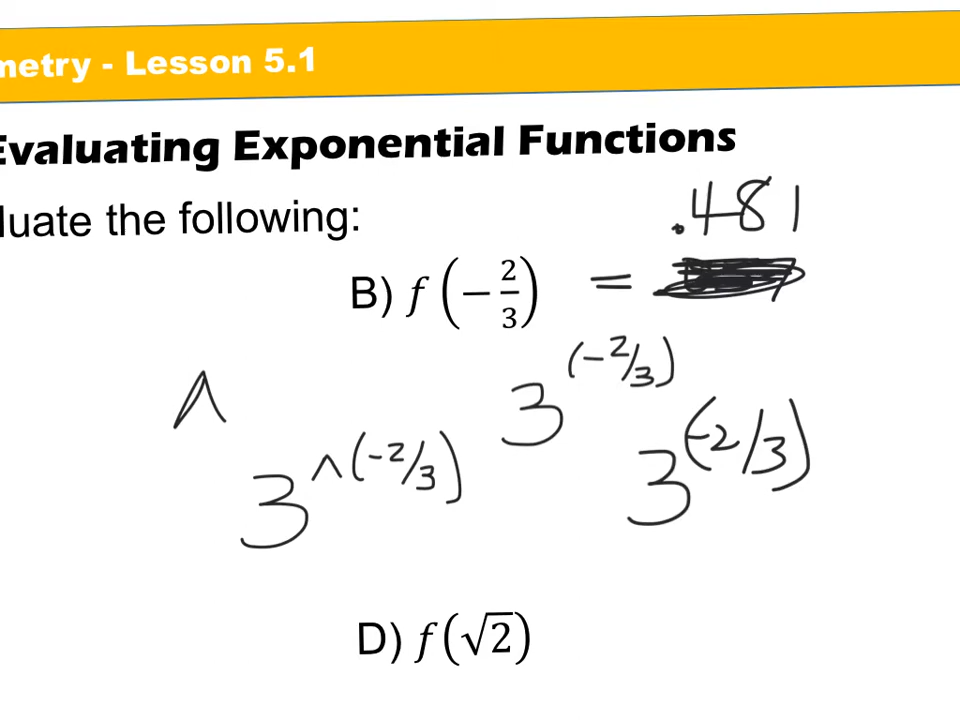 metry - Lesson 5.1
Evaluating Exponential Functions
luate the following:
.481
B) f(-2/3) =
^
3^(-2/3)
3^(-2/3)
3^(-2/3)
D) f(√2)